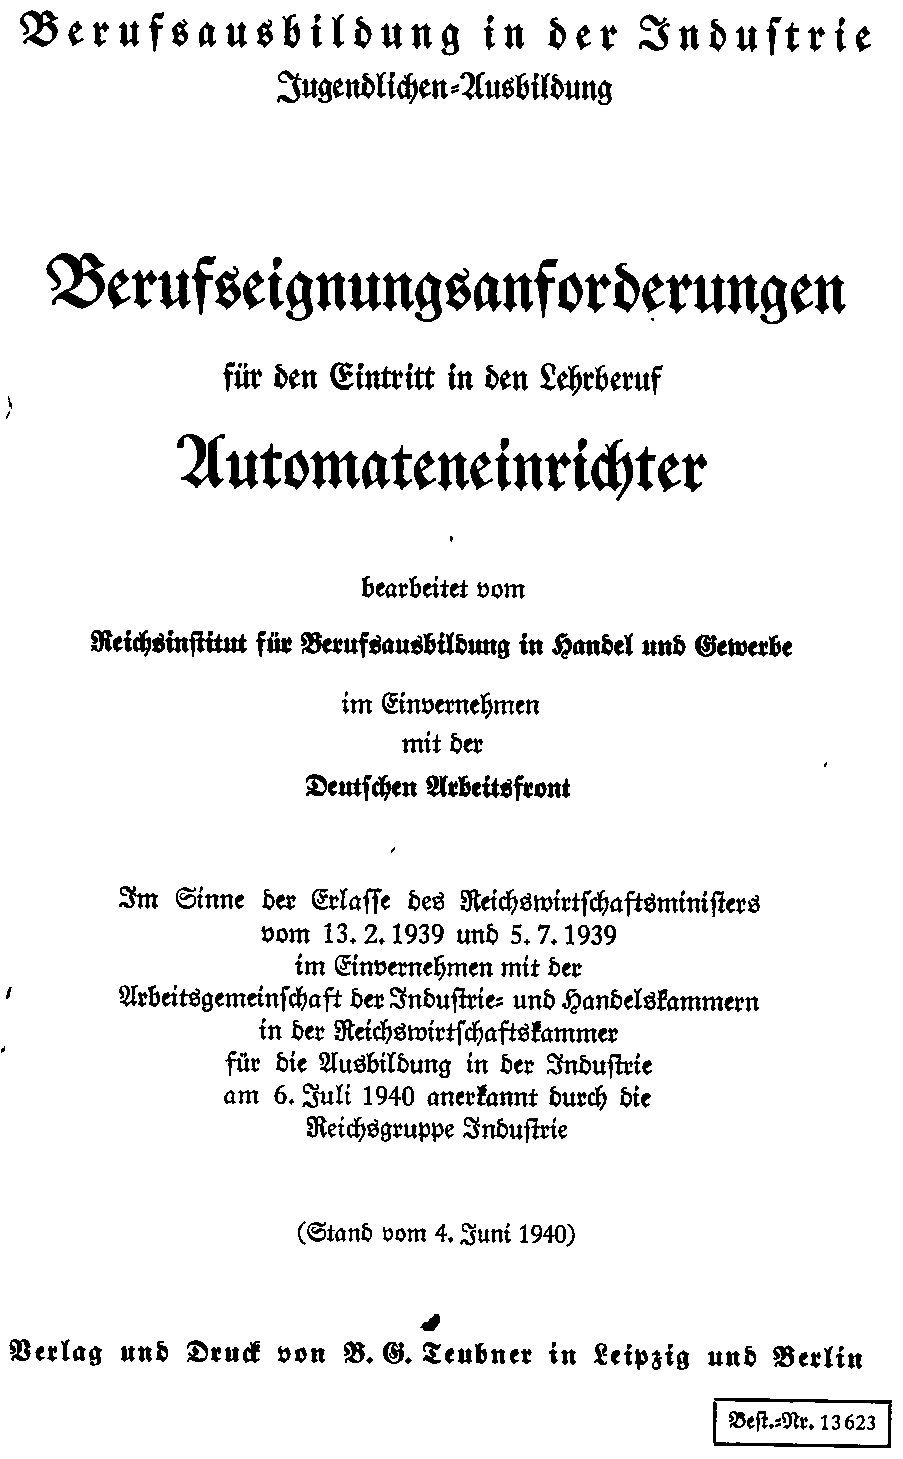 Berufsausbildung in der Industrie
Jugendlichen-Ausbildung
Berufseignungsanforderungen
für den Eintritt in den Lehrberuf
Automateneinrichter
bearbeitet vom
Reichsinstitut für Berufsausbildung in Handel und Gewerbe
im Einvernehmen
mit der
Deutschen Arbeitsfront
Im Sinne der Erlasse des Reichswirtschaftsministers
vom 13. 2. 1939 und 5. 7. 1939
im Einvernehmen mit der
Arbeitsgemeinschaft der Industrie- und Handelskammern
in der Reichswirtschaftskammer
für die Ausbildung in der Industrie
am 6. Juli 1940 anerkannt durch die
Reichsgruppe Industrie
(Stand vom 4. Juni 1940)
Verlag und Druck von B. G. Teubner in Leipzig und Berlin
Best.-Nr. 13623